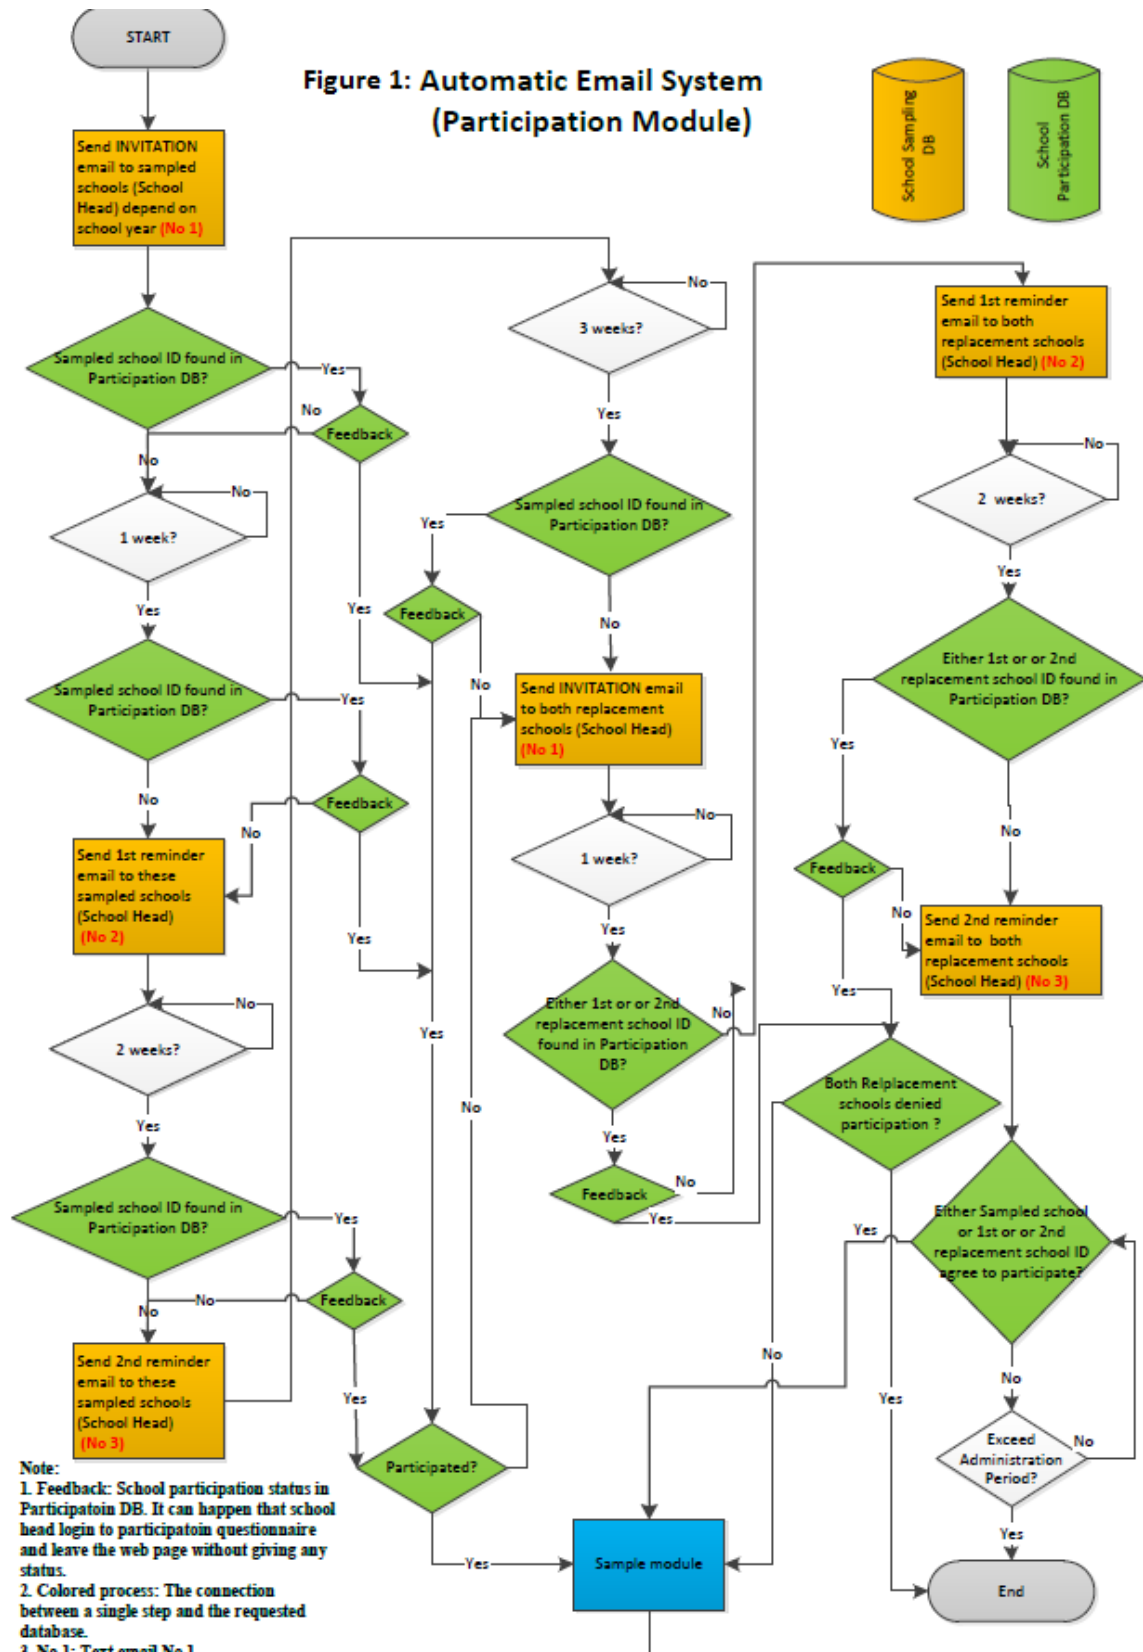 START
Figure 1: Automatic Email System
(Participation Module)
School Sampling
DB
School
Participation DB
Send INVITATION
email to sampled
schools (School
Head) depend on
school year (No 1)
Sampled school ID found in
Participation DB?
Yes
No
Feedback
No
No
1 week?
Yes
Yes
Sampled school ID found in
Participation DB?
Yes
No
Feedback
No
Send 1st reminder
email to these
sampled schools
(School Head)
(No 2)
Yes
No
2 weeks?
Yes
Sampled school ID found in
Participation DB?
Yes
Feedback
No
No
Send 2nd reminder
email to these
sampled schools
(School Head)
(No 3)
Yes
Participated?
Yes
No
3 weeks?
Yes
Sampled school ID found in
Participation DB?
Yes
Feedback
No
No
Send INVITATION email
to both replacement
schools (School Head)
(No 1)
No
1 week?
Yes
Either 1st or or 2nd
replacement school ID
found in Participation
DB?
No
Yes
Feedback
No
Yes
Yes
No
Send 1st reminder
email to both
replacement schools
(School Head) (No 2)
No
2 weeks?
Yes
Either 1st or or 2nd
replacement school ID found in
Participation DB?
Yes
No
Feedback
No
Send 2nd reminder
email to both
replacement schools
(School Head) (No 3)
Yes
Both Relplacement
schools denied
participation ?
No
Yes
Either Sampled school
or 1st or or 2nd
replacement school ID
agree to participate?
Yes
No
Exceed
Administration
Period?
No
Yes
End
Sample module
Note:
1. Feedback: School participation status in
Participatoin DB. It can happen that school
head login to participatoin questionnaire
and leave the web page without giving any
status.
2. Colored process: The connection
between a single step and the requested
database.
3. No 1: Text email No 1